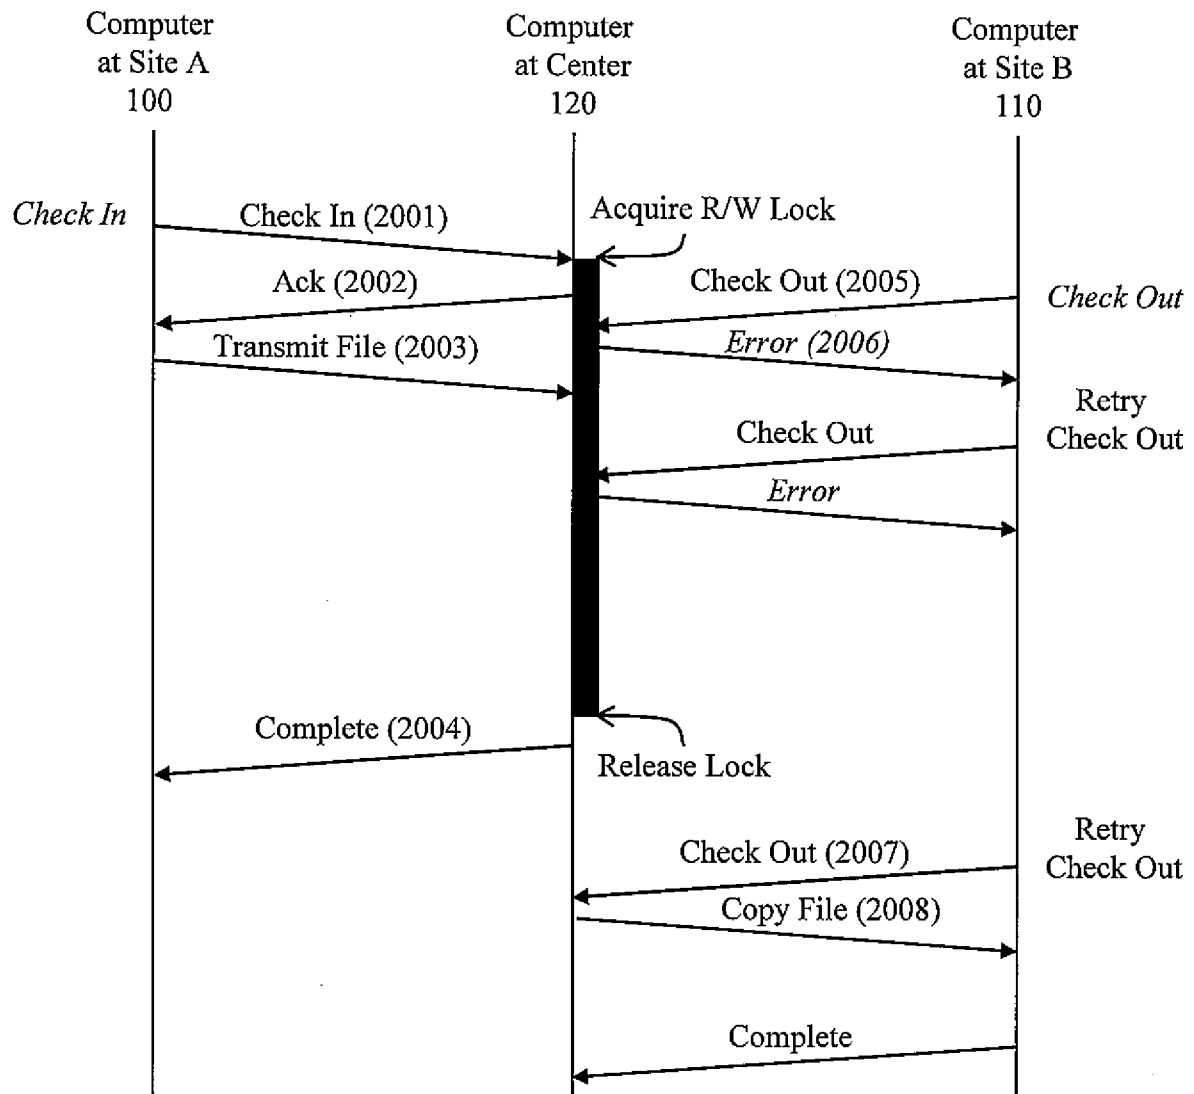 Computer
at Site A
100
Computer
at Center
120
Computer
at Site B
110
Check In
Check In (2001)
Acquire R/W Lock
Ack (2002)
Check Out (2005)
Check Out
Transmit File (2003)
Error (2006)
Retry
Check Out
Check Out
Error
Complete (2004)
Release Lock
Retry
Check Out
Check Out (2007)
Copy File (2008)
Complete